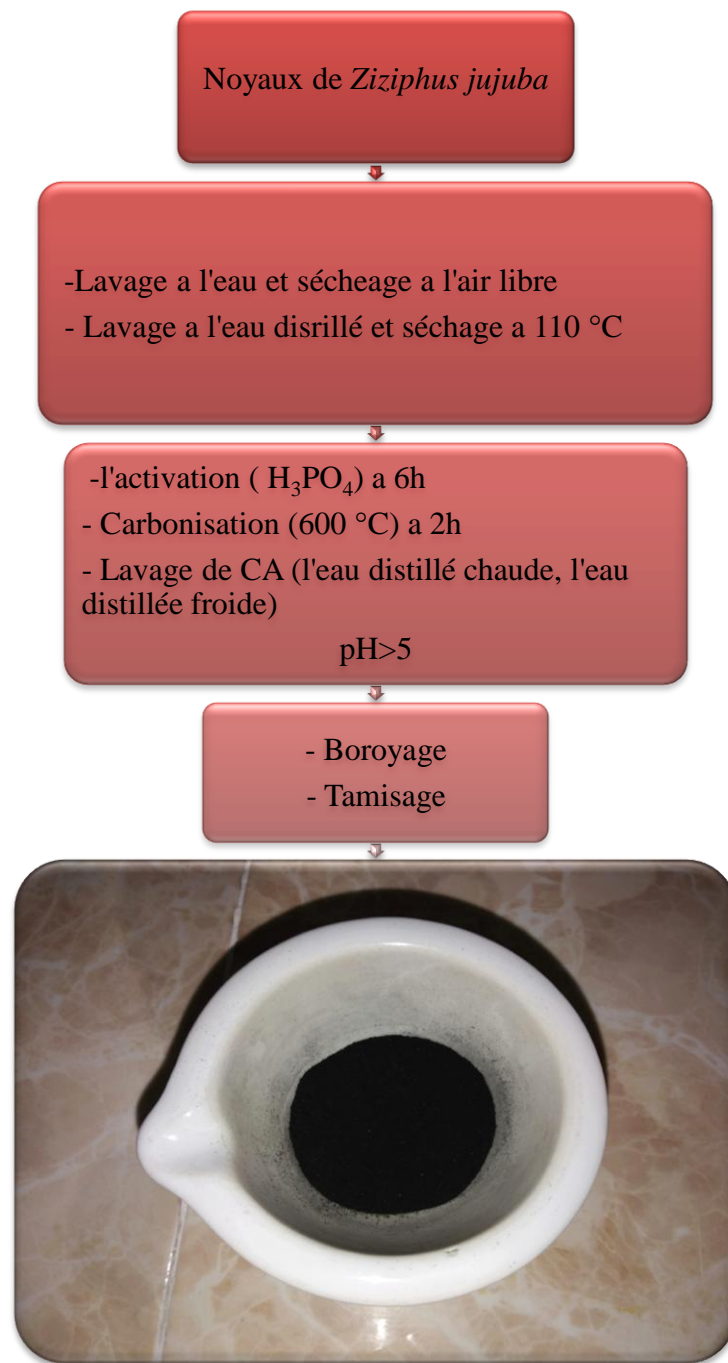 Noyaux de Ziziphus jujuba
-Lavage a l'eau et sécheage a l'air libre
- Lavage a l'eau disrillé et séchage a 110 °C
-l'activation ( H₃PO₄) a 6h
- Carbonisation (600 °C) a 2h
- Lavage de CA (l'eau distillé chaude, l'eau
distillée froide)
pH>5
- Boroyage
- Tamisage